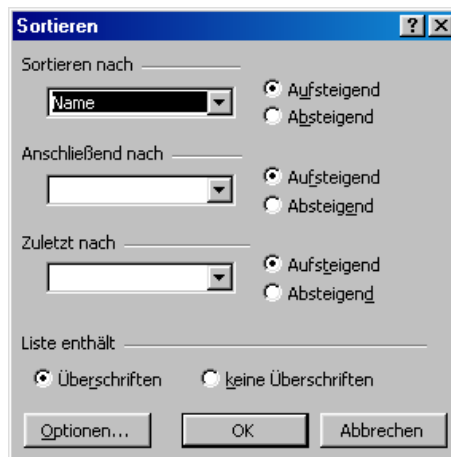 Sortieren
Sortieren nach
Name
Aufsteigend
Absteigend
Anschließend nach
Aufsteigend
Absteigend
Zuletzt nach
Aufsteigend
Absteigend
Liste enthält
Überschriften keine Überschriften
Optionen... OK Abbrechen